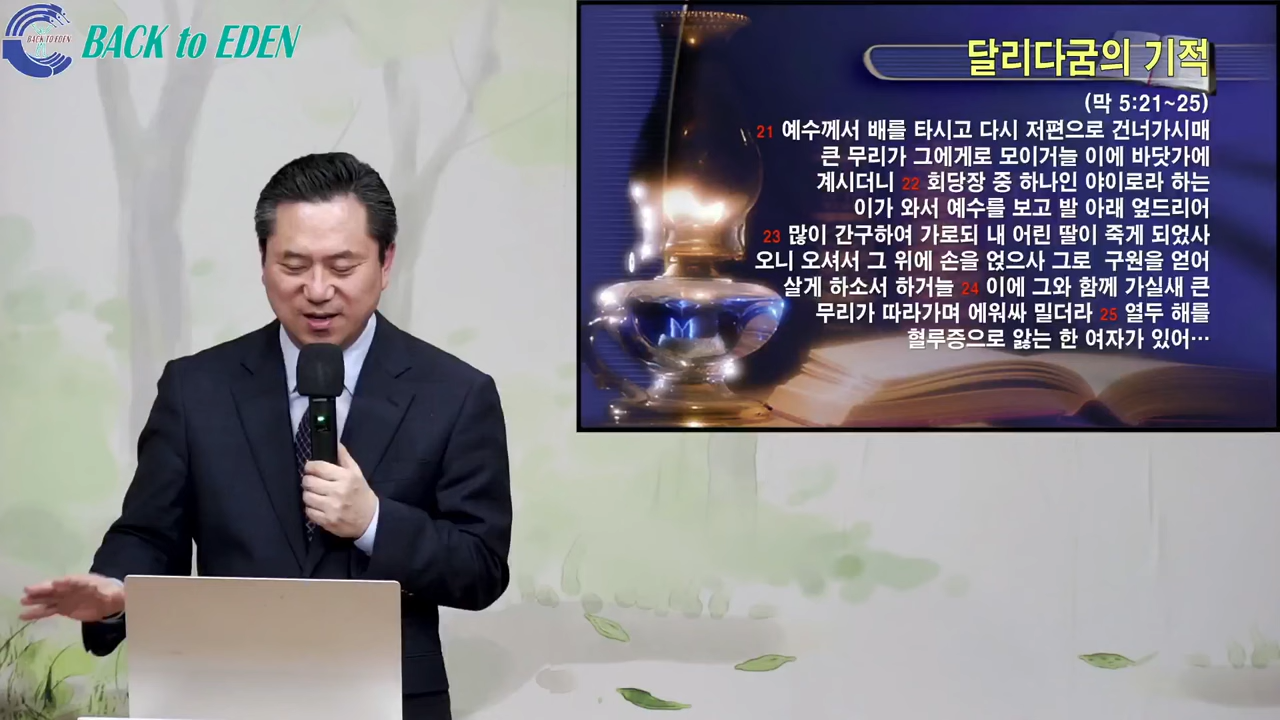 BACK TO EDEN
BACK to EDEN
달리다굼의 기적
(막 5:21~25)
21 예수께서 배를 타시고 다시 저편으로 건너가시매
큰 무리가 그에게로 모이거늘 이에 바닷가에
계시더니 22 회당장 중 하나인 야이로라 하는
이가 와서 예수를 보고 발 아래 엎드리어
23 많이 간구하여 가로되 내 어린 딸이 죽게 되었사
오니 오셔서 그 위에 손을 얹으사 그로 구원을 얻어
살게 하소서 하거늘 24 이에 그와 함께 가실새 큰
무리가 따라가며 에워싸 밀더라 25 열두 해를
혈루증으로 앓는 한 여자가 있어…